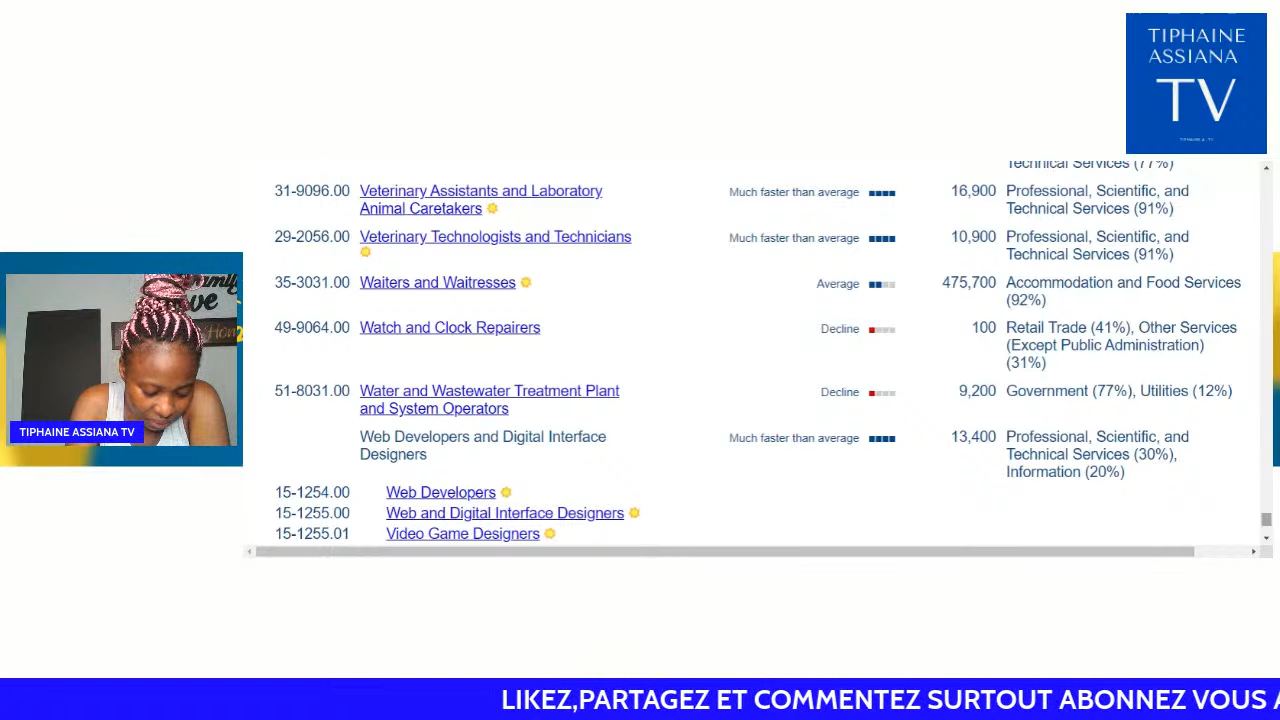 TIPHAINE
ASSIANA
TV
Technical Services (77%)
31-9096.00 Veterinary Assistants and Laboratory Much faster than average 16,900 Professional, Scientific, and
Animal Caretakers Technical Services (91%)
29-2056.00 Veterinary Technologists and Technicians Much faster than average 10,900 Professional, Scientific, and
Technical Services (91%)
35-3031.00 Waiters and Waitresses Average 475,700 Accommodation and Food Services
(92%)
49-9064.00 Watch and Clock Repairers Decline 100 Retail Trade (41%), Other Services
(Except Public Administration)
(31%)
51-8031.00 Water and Wastewater Treatment Plant Decline 9,200 Government (77%), Utilities (12%)
and System Operators
Web Developers and Digital Interface Much faster than average 13,400 Professional, Scientific, and
Designers Technical Services (30%),
Information (20%)
15-1254.00 Web Developers
15-1255.00 Web and Digital Interface Designers
15-1255.01 Video Game Designers
TIPHAINE ASSIANA TV
LIKEZ,PARTAGEZ ET COMMENTEZ SURTOUT ABONNEZ VOUS